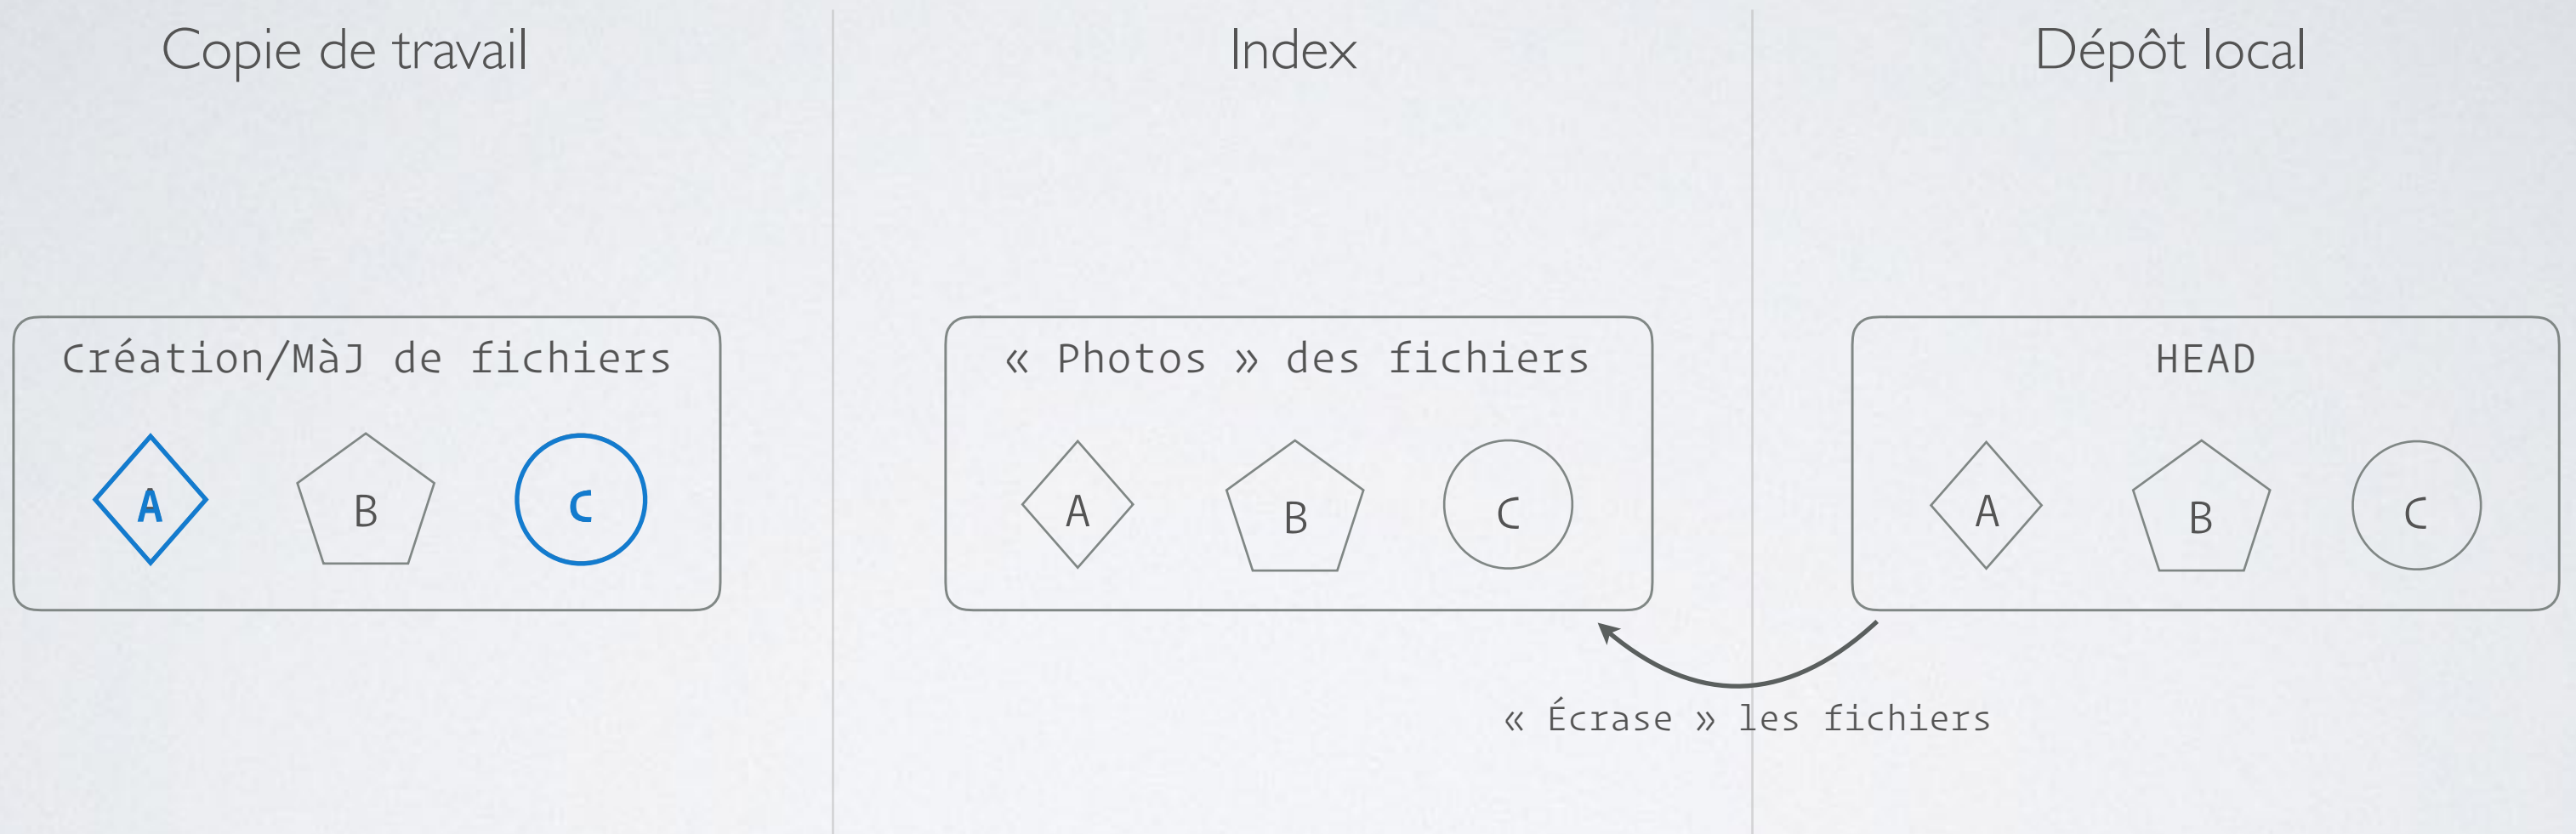 Copie de travail
Index
Dépôt local
Création/MàJ de fichiers
A
B
C
« Photos » des fichiers
A
B
C
HEAD
A
B
C
« Écrase » les fichiers